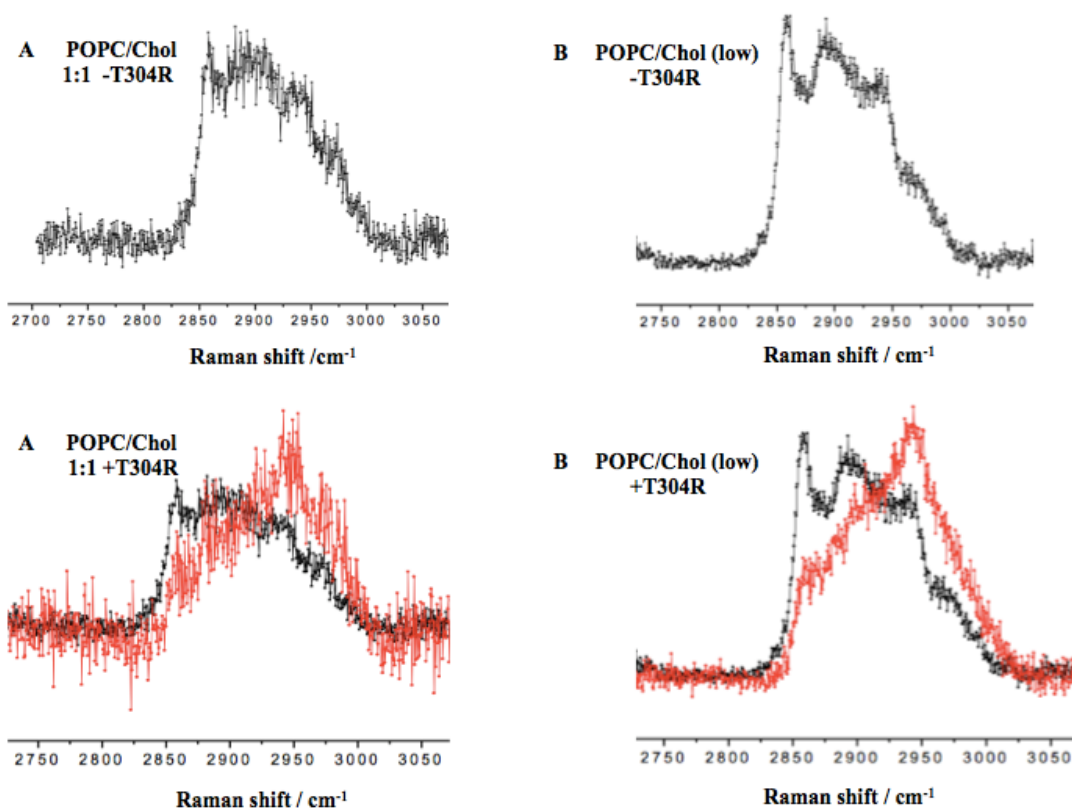 A POPC/Chol
1:1 -T304R
2700 2750 2800 2850 2900 2950 3000 3050
Raman shift /cm-1
B POPC/Chol (low)
-T304R
2750 2800 2850 2900 2950 3000 3050
Raman shift / cm-1
A POPC/Chol
1:1 +T304R
2750 2800 2850 2900 2950 3000 3050
Raman shift / cm-1
B POPC/Chol (low)
+T304R
2750 2800 2850 2900 2950 3000 3050
Raman shift / cm-1